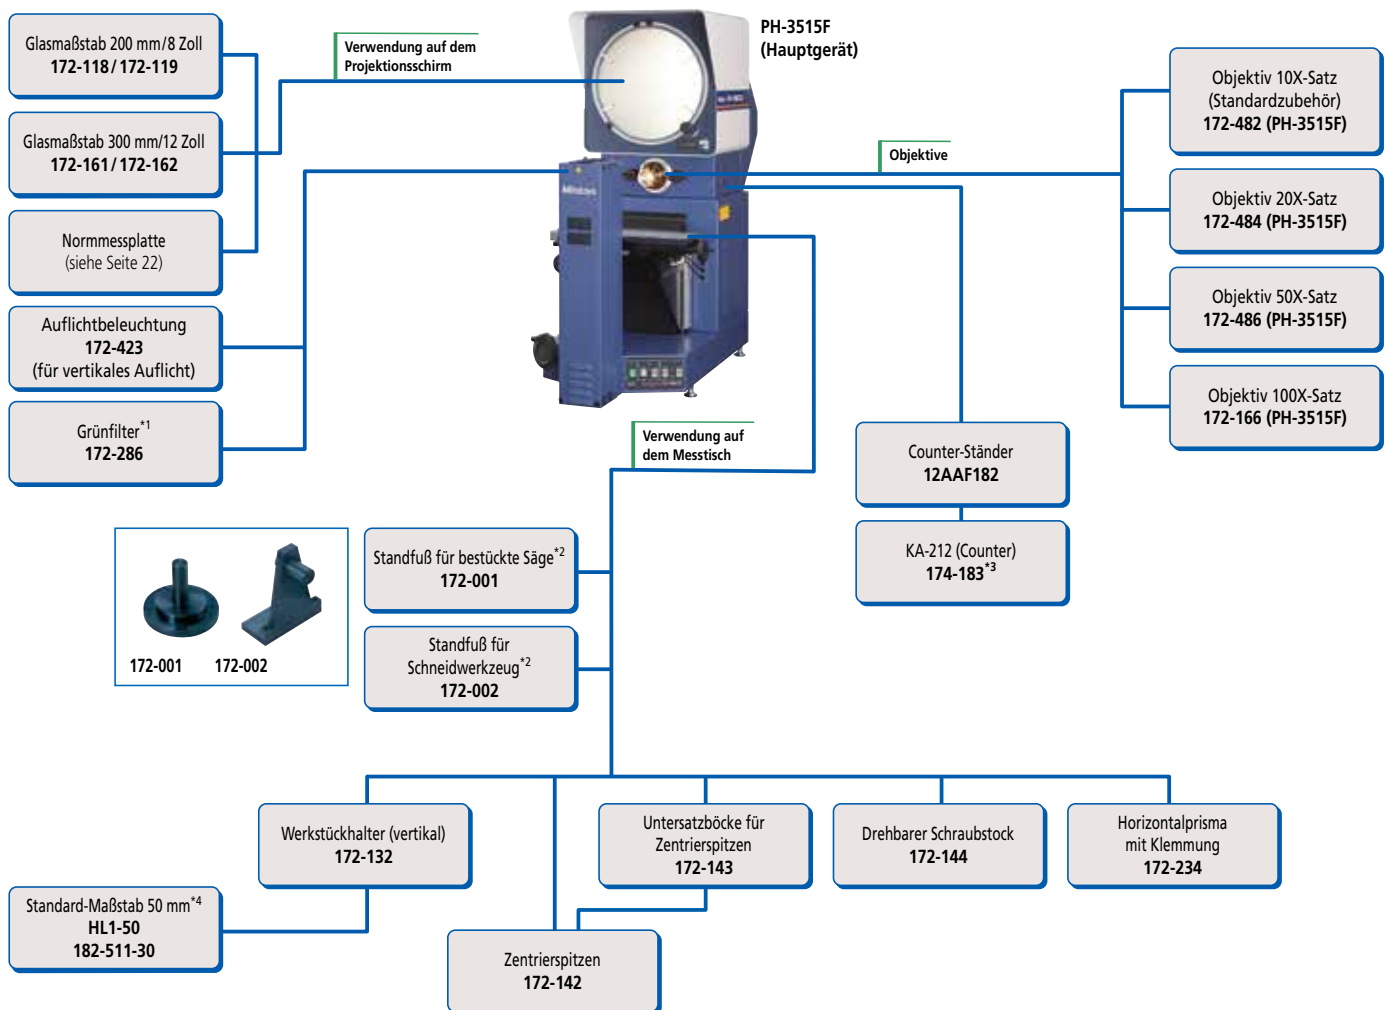 PH-3515F
(Hauptgerät)
Glasmaßstab 200 mm/8 Zoll
172-118 / 172-119
Verwendung auf dem
Projektionsschirm
Glasmaßstab 300 mm/12 Zoll
172-161 / 172-162
Normmessplatte
(siehe Seite 22)
Auflichtbeleuchtung
172-423
(für vertikales Auflicht)
Grünfilter*1
172-286
Mitutoyo
Objektive
Objektiv 10X-Satz
(Standardzubehör)
172-482 (PH-3515F)
Objektiv 20X-Satz
172-484 (PH-3515F)
Objektiv 50X-Satz
172-486 (PH-3515F)
Objektiv 100X-Satz
172-166 (PH-3515F)
Verwendung auf
dem Messtisch
Counter-Ständer
12AAF182
KA-212 (Counter)
174-183*3
172-001
172-002
Standfuß für bestückte Säge*2
172-001
Standfuß für
Schneidwerkzeug*2
172-002
Werkstückhalter (vertikal)
172-132
Untersatzböcke für
Zentrierspitzen
172-143
Drehbarer Schraubstock
172-144
Horizontalprisma
mit Klemmung
172-234
Standard-Maßstab 50 mm*4
HL1-50
182-511-30
Zentrierspitzen
172-142